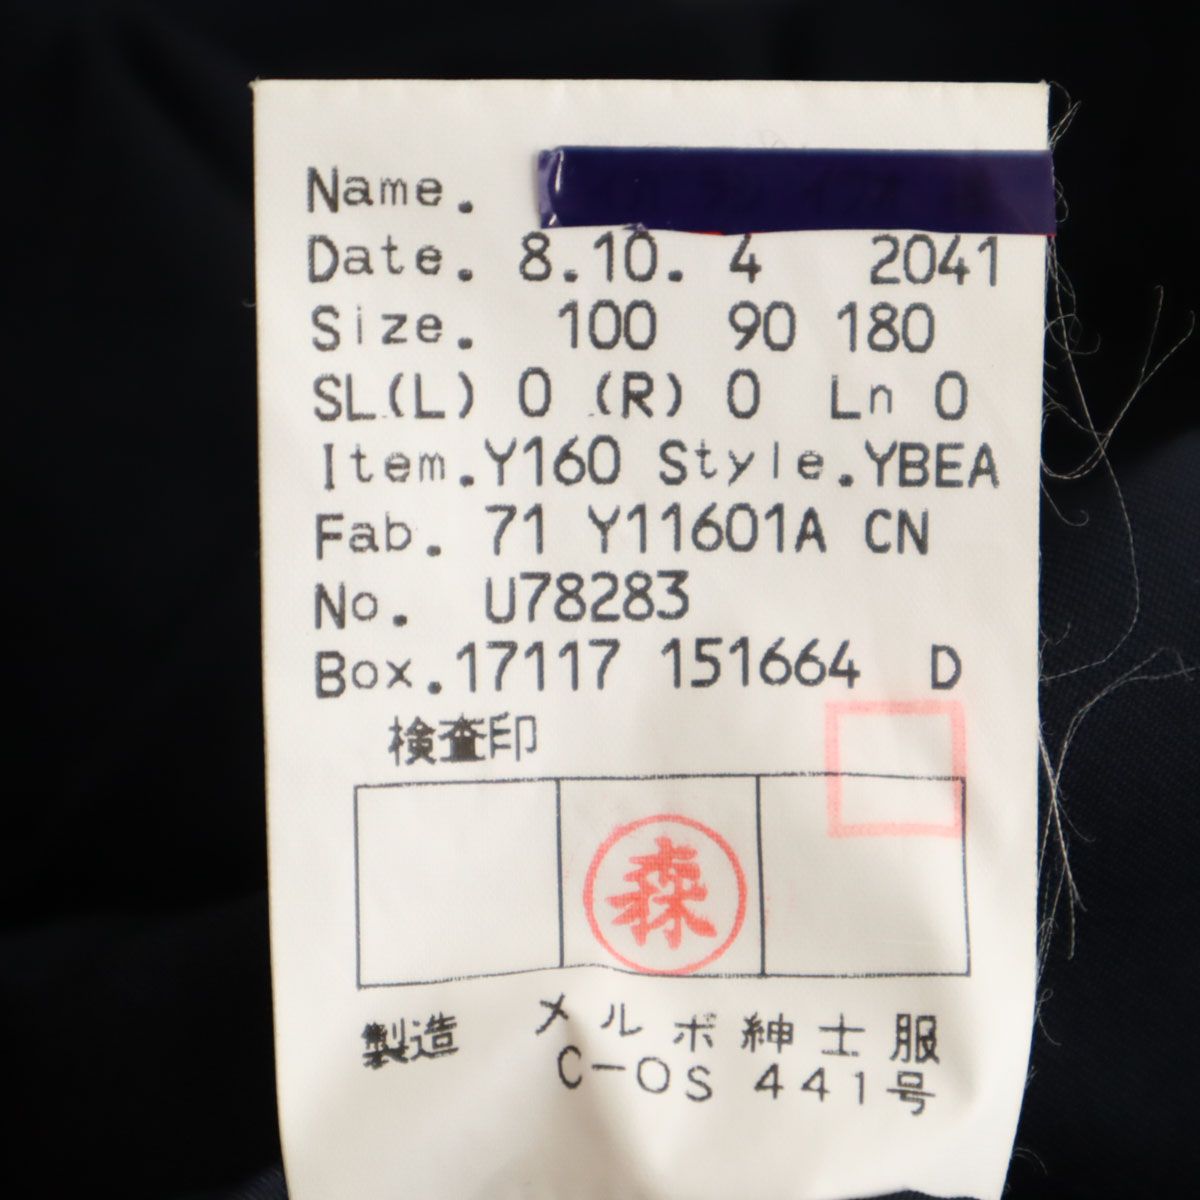 Name.
Date. 8.10. 4 2041
Size. 100 90 180
SL(L) 0 (R) 0 Ln 0
Item.Y160 Style.YBEA
Fab. 71 Y11601A CN
No. U78283
Box.17117 151664 D
検査印
森
製造 メルボ紳士服
C-OS 441号